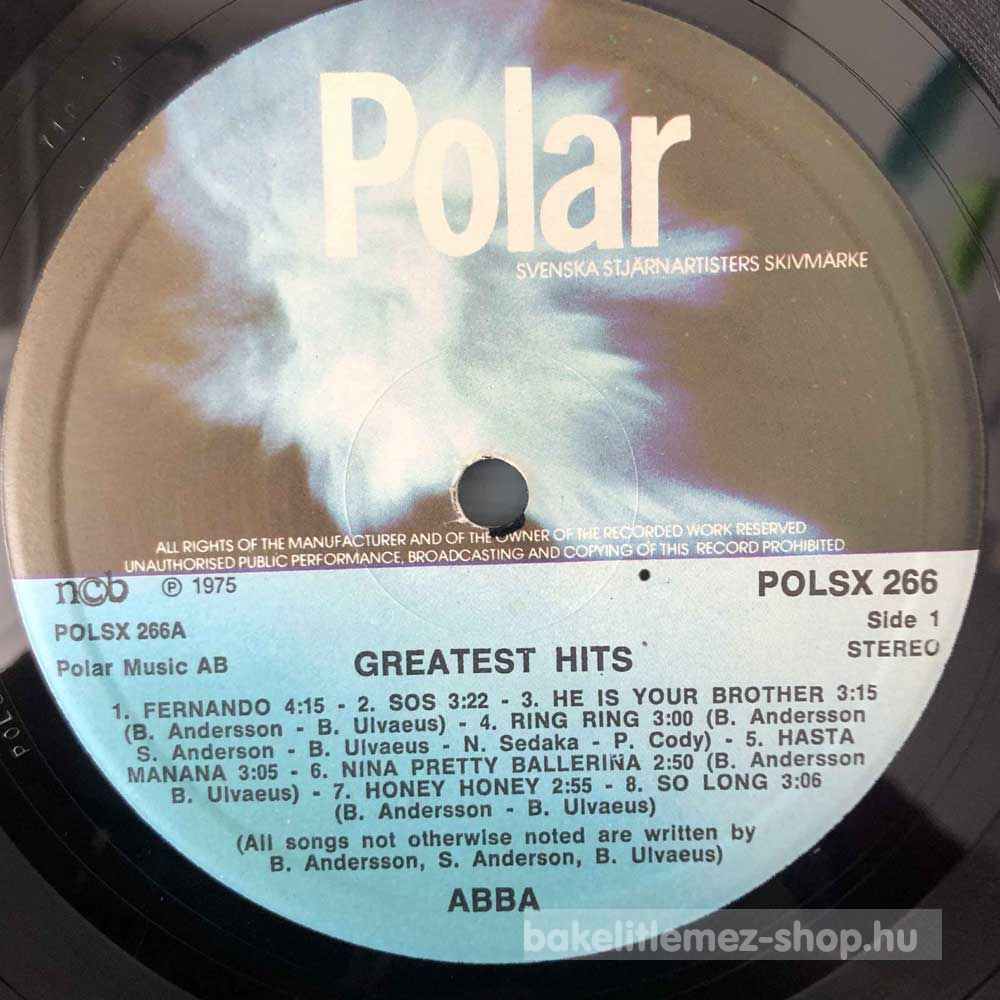 Polar
SVENSKA STJÄRNARTISTERS SKIVMÄRKE
ALL RIGHTS OF THE MANUFACTURER AND OF THE OWNER OF THE RECORDED WORK RESERVED
UNAUTHORISED PUBLIC PERFORMANCE, BROADCASTING AND COPYING OF THIS RECORD PROHIBITED
ncb ℗ 1975
POLSX 266
POLSX 266A
Side 1
Polar Music AB
STEREO
GREATEST HITS
1. FERNANDO 4:15 - 2. SOS 3:22 - 3. HE IS YOUR BROTHER 3:15
(B. Andersson - B. Ulvaeus) - 4. RING RING 3:00 (B. Andersson
S. Anderson - B. Ulvaeus - N. Sedaka - P. Cody) - 5. HASTA
MANANA 3:05 - 6. NINA PRETTY BALLERINA 2:50 (B. Andersson
B. Ulvaeus) - 7. HONEY HONEY 2:55 - 8. SO LONG 3:06
(B. Andersson - B. Ulvaeus)
(All songs not otherwise noted are written by
B. Andersson, S. Anderson, B. Ulvaeus)
ABBA
bakelitlemez-shop.hu